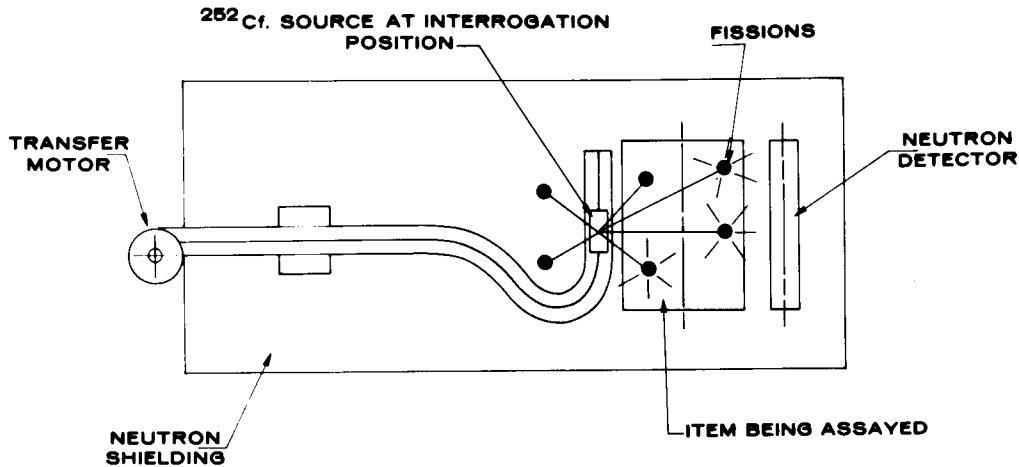 ²⁵²Cf. SOURCE AT INTERROGATION
POSITION
FISSIONS
TRANSFER
MOTOR
NEUTRON
DETECTOR
NEUTRON
SHIELDING
ITEM BEING ASSAYED